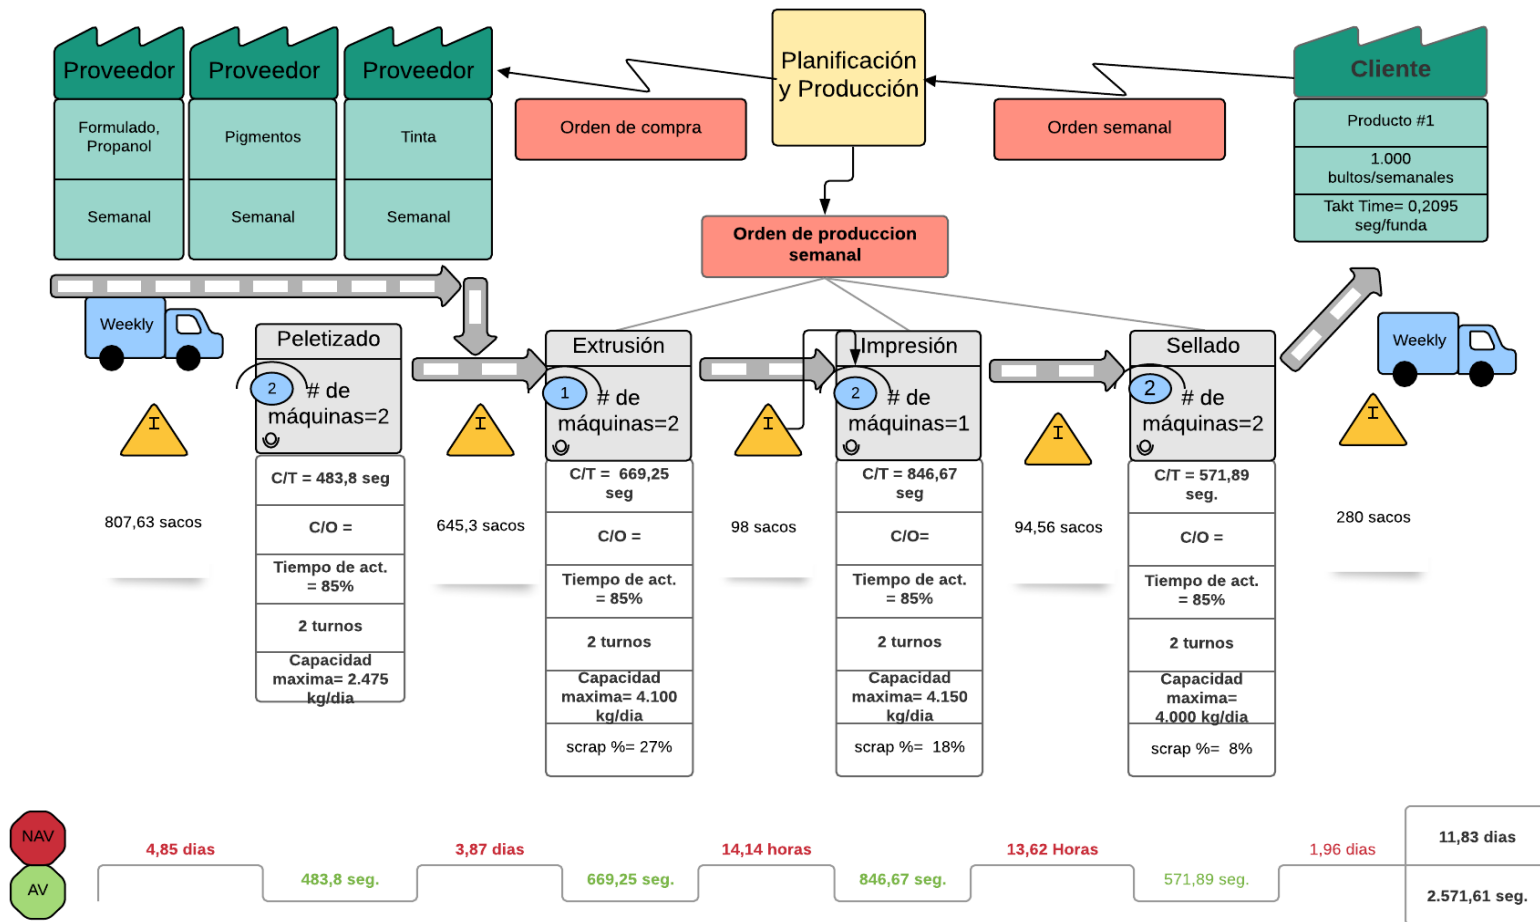 Proveedor
Proveedor
Proveedor
Formulado,
Propanol
Pigmentos
Tinta
Semanal
Semanal
Semanal
Orden de compra
Planificación
y Producción
Orden semanal
Cliente
Producto #1
1.000
bultos/semanales
Takt Time= 0,2095
seg/funda
Orden de produccion
semanal
Weekly
Weekly
I
807,63 sacos
Peletizado
2
# de
máquinas=2
C/T = 483,8 seg
C/O =
Tiempo de act.
= 85%
2 turnos
Capacidad
maxima= 2.475
kg/dia
I
645,3 sacos
Extrusión
1
# de
máquinas=2
C/T = 669,25
seg
C/O =
Tiempo de act.
= 85%
2 turnos
Capacidad
maxima= 4.100
kg/dia
scrap %= 27%
I
98 sacos
Impresión
2
# de
máquinas=1
C/T = 846,67
seg
C/O=
Tiempo de act.
= 85%
2 turnos
Capacidad
maxima= 4.150
kg/dia
scrap %= 18%
I
94,56 sacos
Sellado
2
# de
máquinas=2
C/T = 571,89
seg.
C/O =
Tiempo de act.
= 85%
2 turnos
Capacidad
maxima=
4.000 kg/dia
scrap %= 8%
I
280 sacos
NAV
4,85 dias
3,87 dias
14,14 horas
13,62 Horas
1,96 dias
11,83 dias
AV
483,8 seg.
669,25 seg.
846,67 seg.
571,89 seg.
2.571,61 seg.